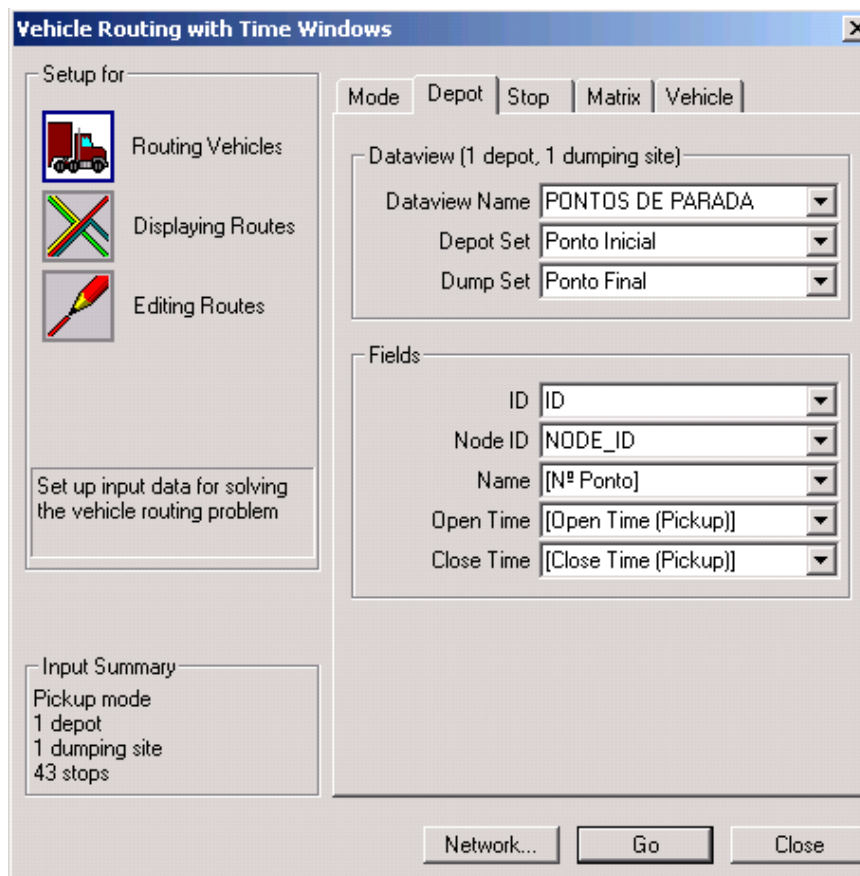 Vehicle Routing with Time Windows
Setup for
Routing Vehicles
Displaying Routes
Editing Routes
Set up input data for solving
the vehicle routing problem
Input Summary
Pickup mode
1 depot
1 dumping site
43 stops
Mode Depot Stop Matrix Vehicle
Dataview (1 depot, 1 dumping site)
Dataview Name PONTOS DE PARADA
Depot Set Ponto Inicial
Dump Set Ponto Final
Fields
ID ID
Node ID NODE_ID
Name [Nº Ponto]
Open Time [Open Time (Pickup)]
Close Time [Close Time (Pickup)]
Network... Go Close